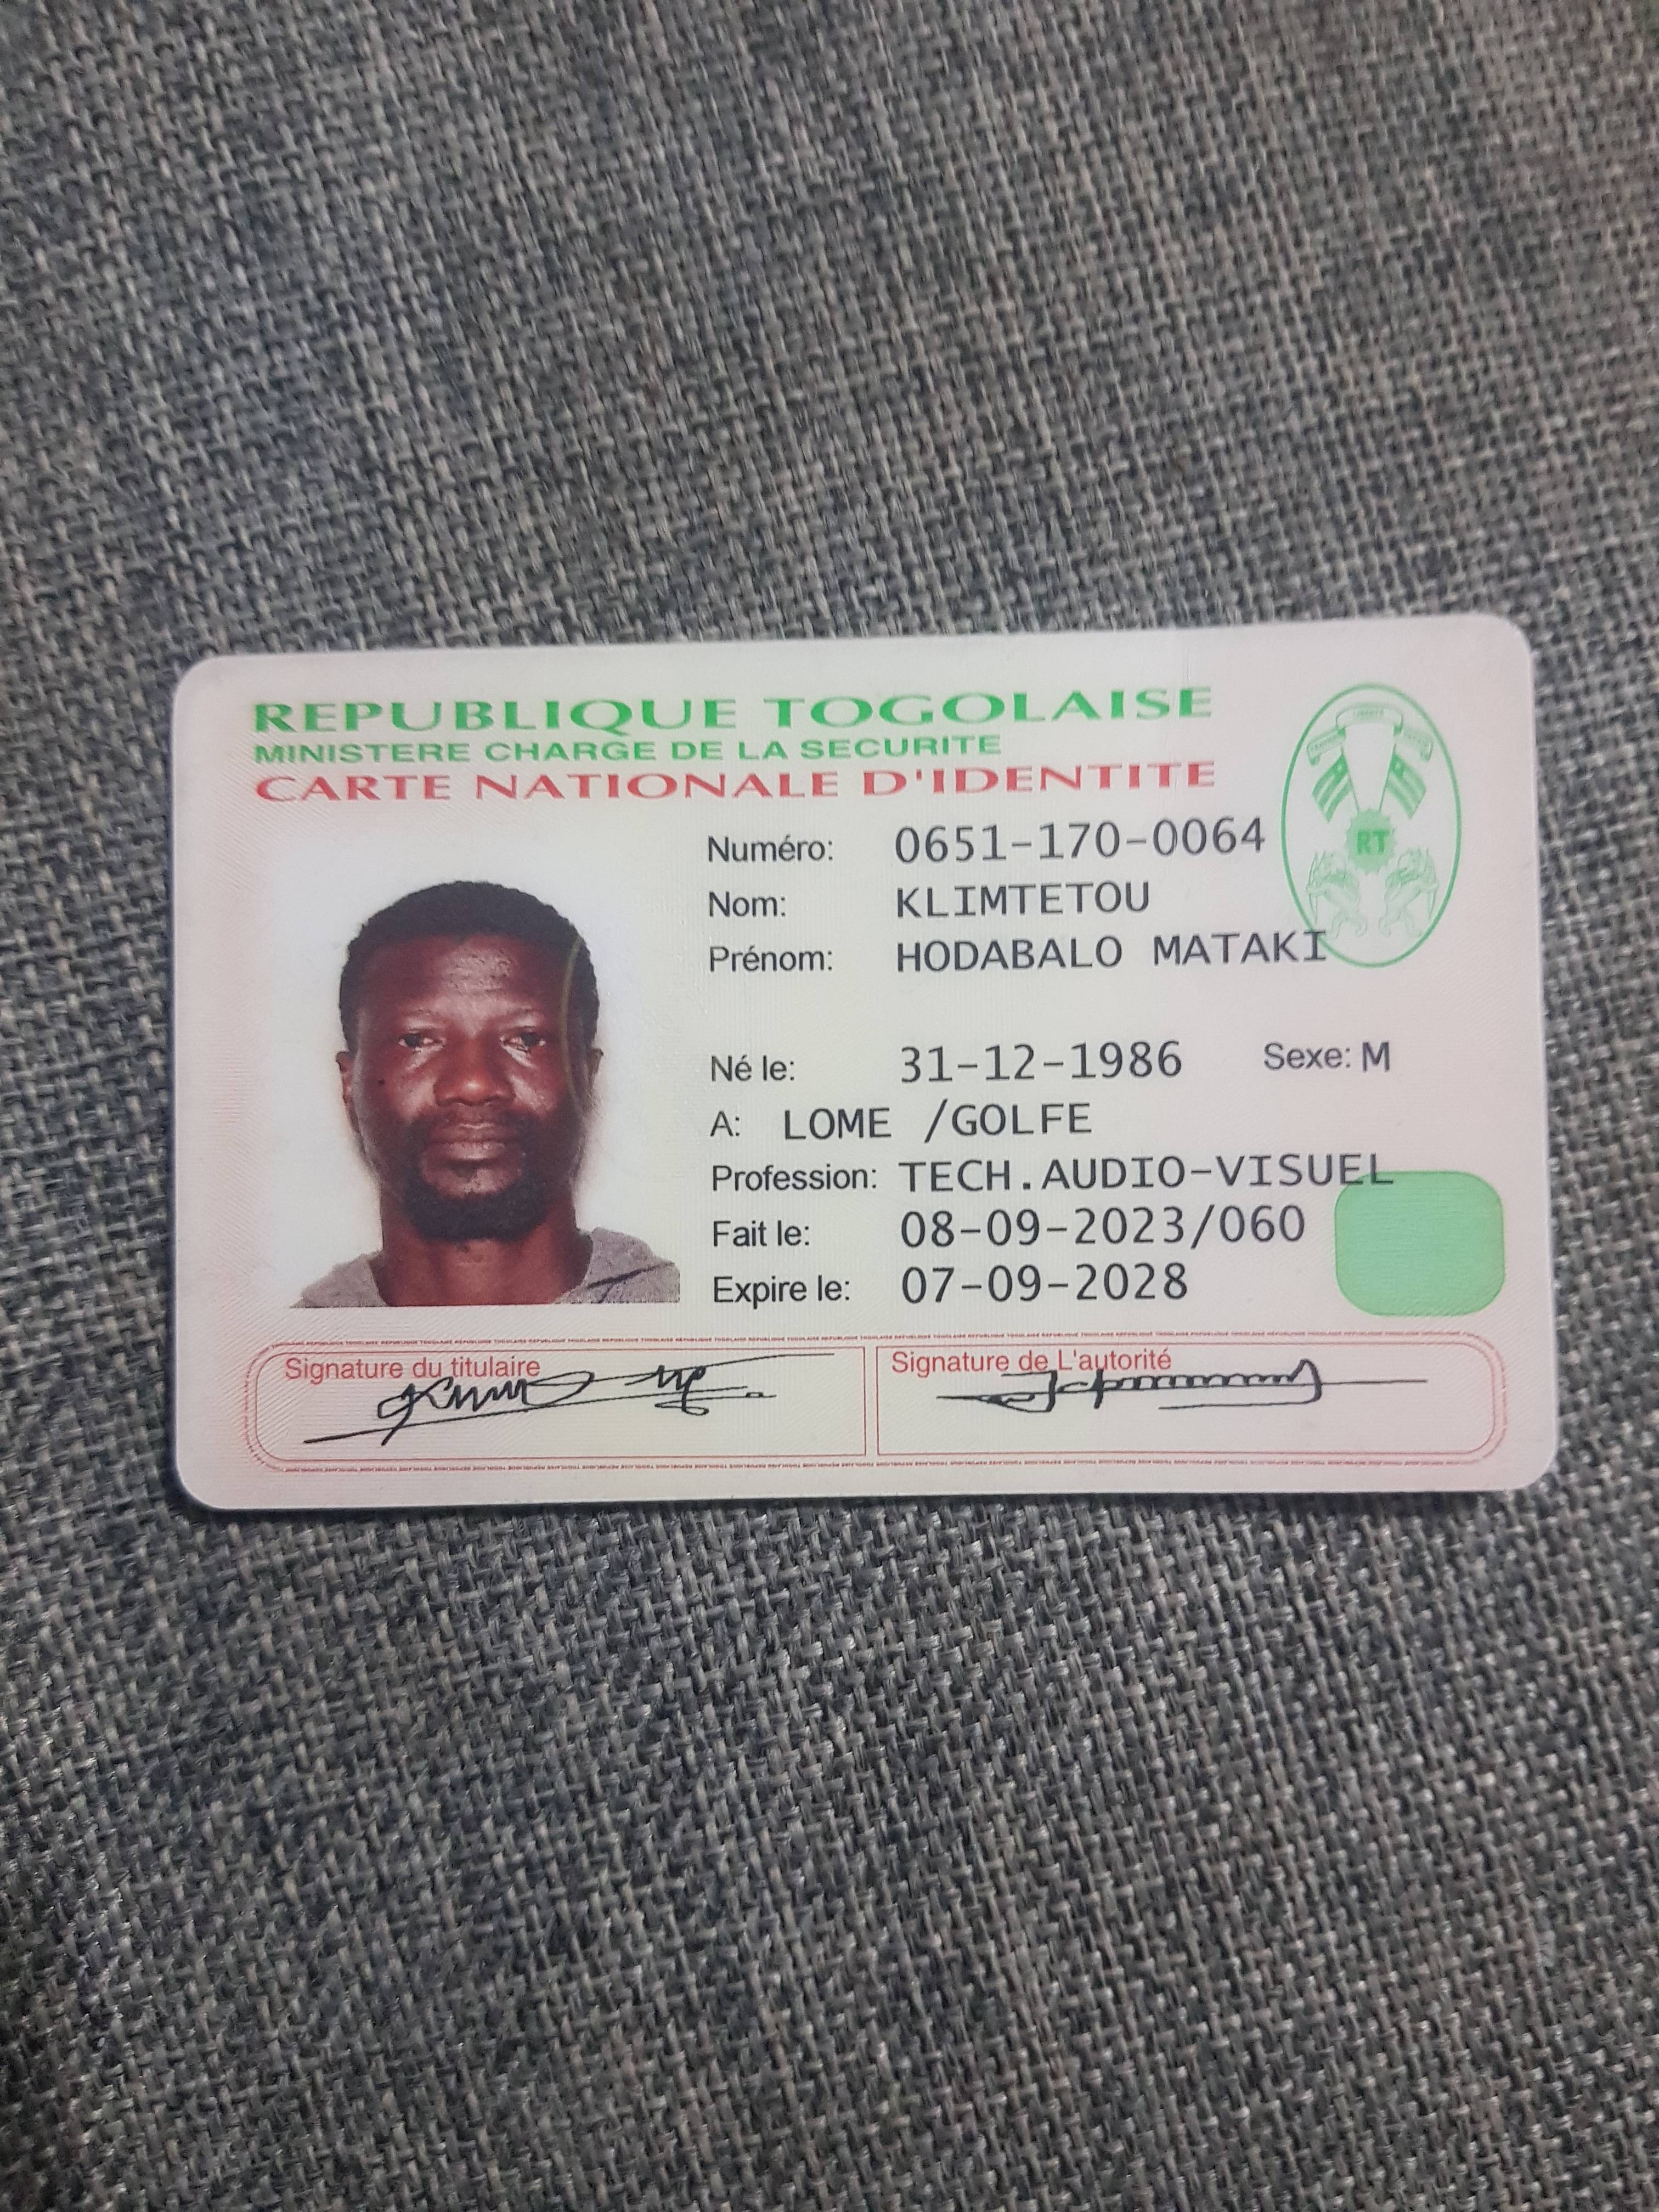 REPUBLIQUE TOGOLAISE
MINISTERE CHARGE DE LA SECURITE
CARTE NATIONALE D'IDENTITE
RT
Numéro: 0651-170-0064
Nom: KLIMTETOU
Prénom: HODABALO MATAKI
Né le: 31-12-1986 Sexe: M
A: LOME /GOLFE
Profession: TECH.AUDIO-VISUEL
Fait le: 08-09-2023/060
Expire le: 07-09-2028
Signature du titulaire
Signature de L'autorité